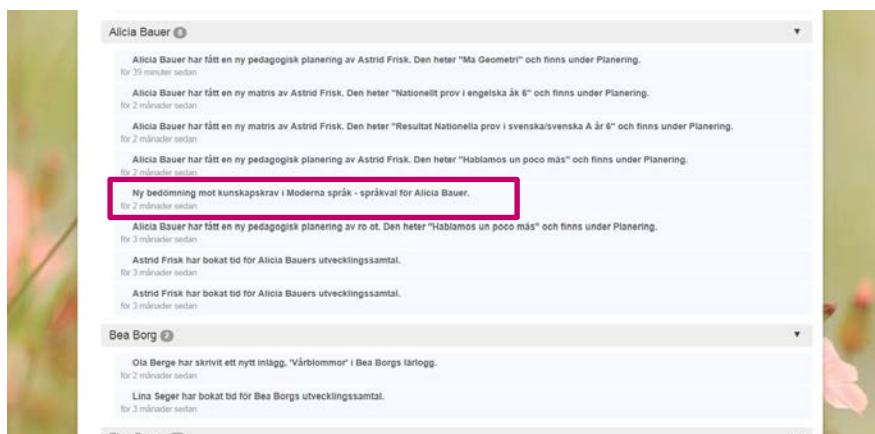 Alicia Bauer 8
Alicia Bauer har fått en ny pedagogisk planering av Astrid Frisk. Den heter "Ma Geometri" och finns under Planering.
för 39 minuter sedan
Alicia Bauer har fått en ny matris av Astrid Frisk. Den heter "Nationellt prov i engelska åk 6" och finns under Planering.
för 2 månader sedan
Alicia Bauer har fått en ny matris av Astrid Frisk. Den heter "Resultat Nationella prov i svenska/svenska A år 6" och finns under Planering.
för 2 månader sedan
Alicia Bauer har fått en ny pedagogisk planering av Astrid Frisk. Den heter "Hablamos un poco más" och finns under Planering.
för 2 månader sedan
Ny bedömning mot kunskapskrav i Moderna språk - språkval för Alicia Bauer.
för 2 månader sedan
Alicia Bauer har fått en ny pedagogisk planering av ro ot. Den heter "Hablamos un poco más" och finns under Planering.
för 3 månader sedan
Astrid Frisk har bokat tid för Alicia Bauers utvecklingssamtal.
för 3 månader sedan
Astrid Frisk har bokat tid för Alicia Bauers utvecklingssamtal.
för 3 månader sedan
Bea Borg 2
Ola Berge har skrivit ett nytt inlägg, 'Vårblommor' i Bea Borgs lärlogg.
för 2 månader sedan
Lina Seger har bokat tid för Bea Borgs utvecklingssamtal.
för 3 månader sedan